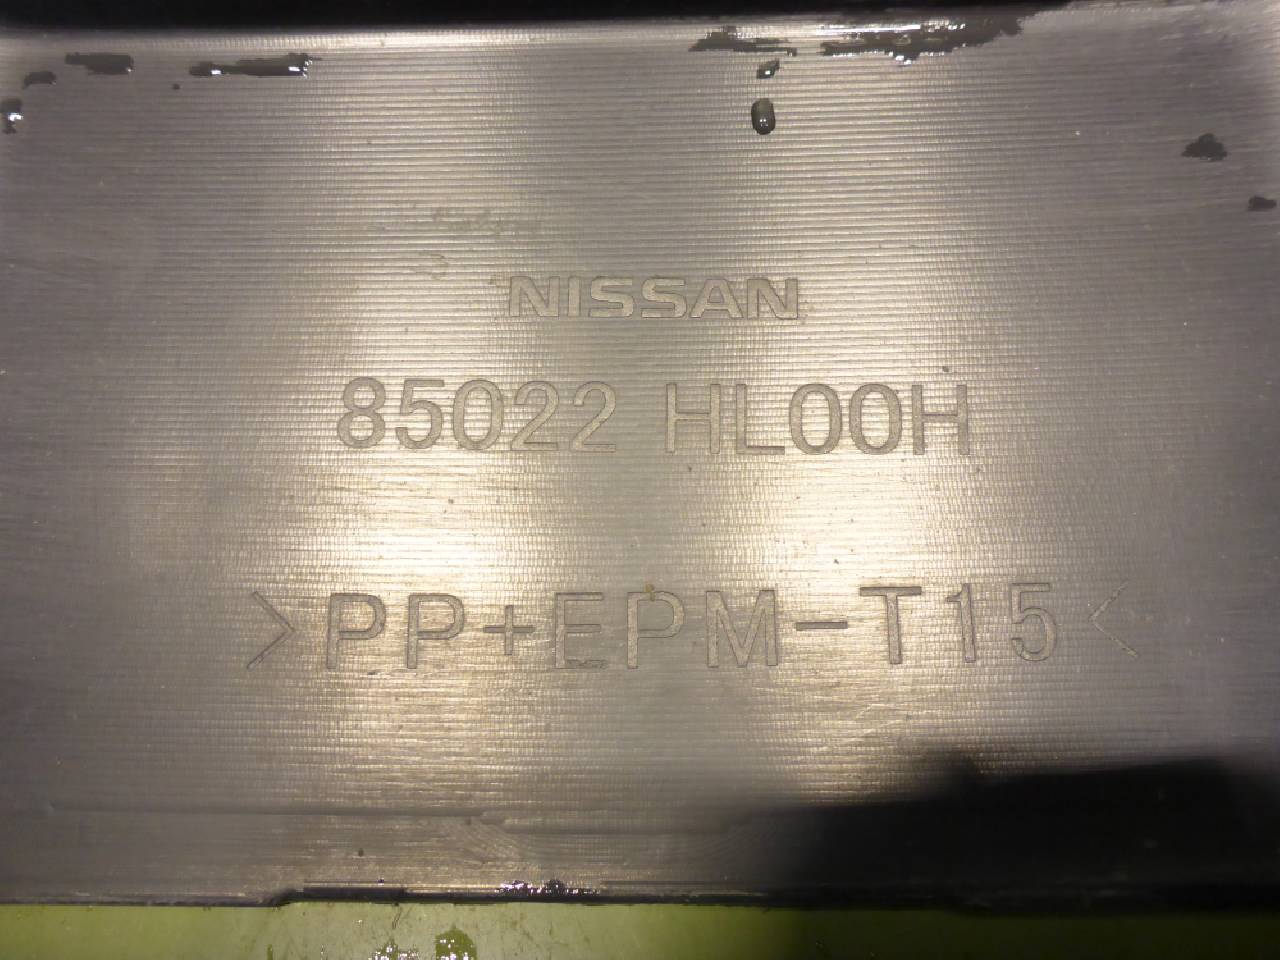 NISSAN
85022 HL00H
>PP+EPM-T15<